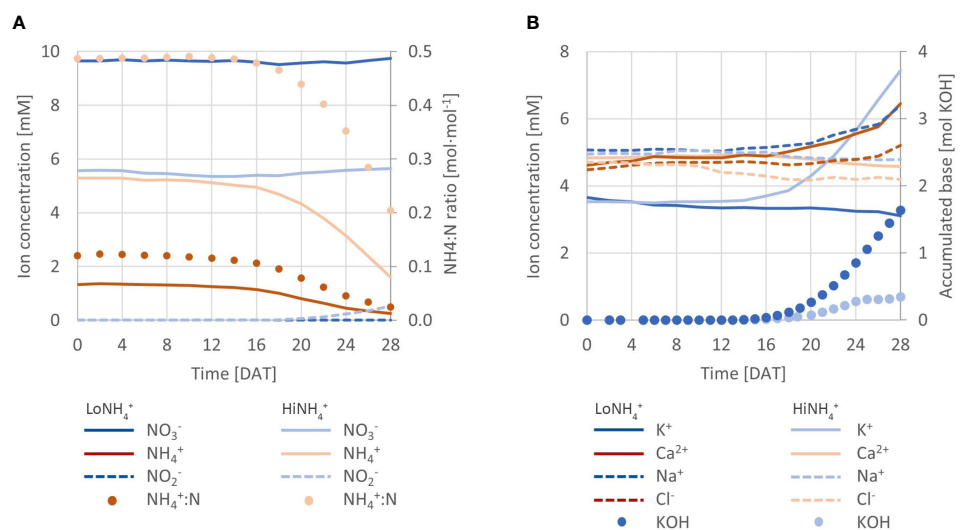 A
B
10
8
6
4
2
0
0.5
0.4
0.3
0.2
0.1
0.0
0 4 8 12 16 20 24 28
Ion concentration [mM]
NH4:N ratio [mol·mol⁻¹]
Time [DAT]
8
6
4
2
0
4
3
2
1
0
0 4 8 12 16 20 24 28
Ion concentration [mM]
Accumulated base [mol KOH]
Time [DAT]
LoNH₄⁺ HiNH₄⁺
NO₃⁻ NO₃⁻
NH₄⁺ NH₄⁺
NO₂⁻ NO₂⁻
NH₄⁺:N NH₄⁺:N
LoNH₄⁺ HiNH₄⁺
K⁺ K⁺
Ca²⁺ Ca²⁺
Na⁺ Na⁺
Cl⁻ Cl⁻
KOH KOH